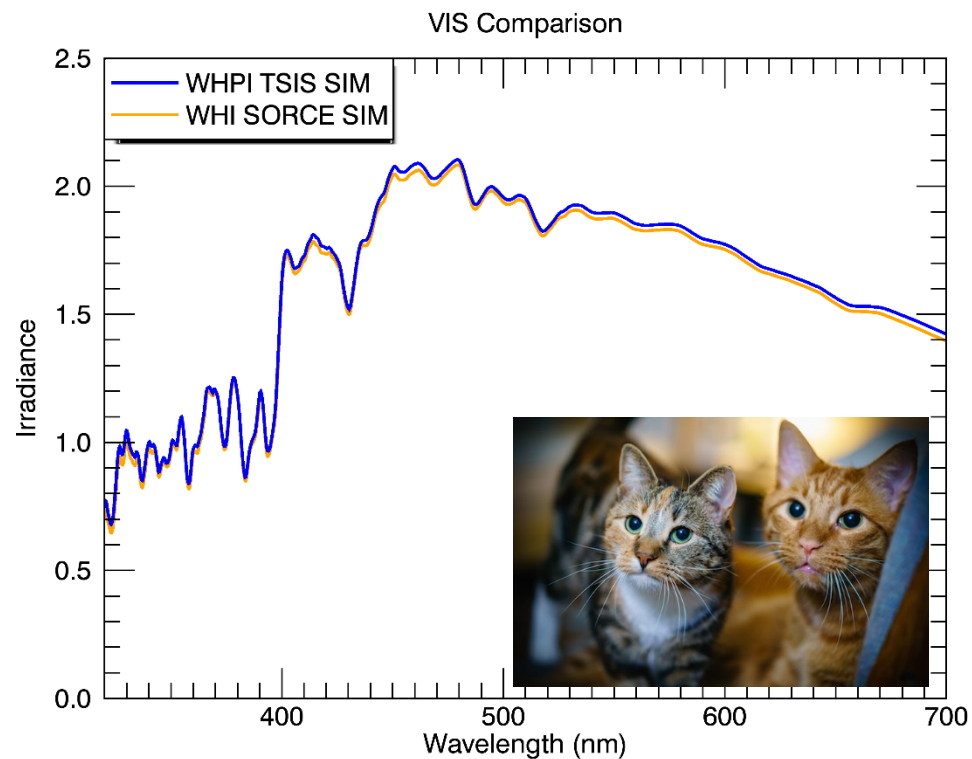 VIS Comparison
2.5
WHPI TSIS SIM
WHI SORCE SIM
2.0
1.5
Irradiance
1.0
0.5
0.0
400
500
600
700
Wavelength (nm)